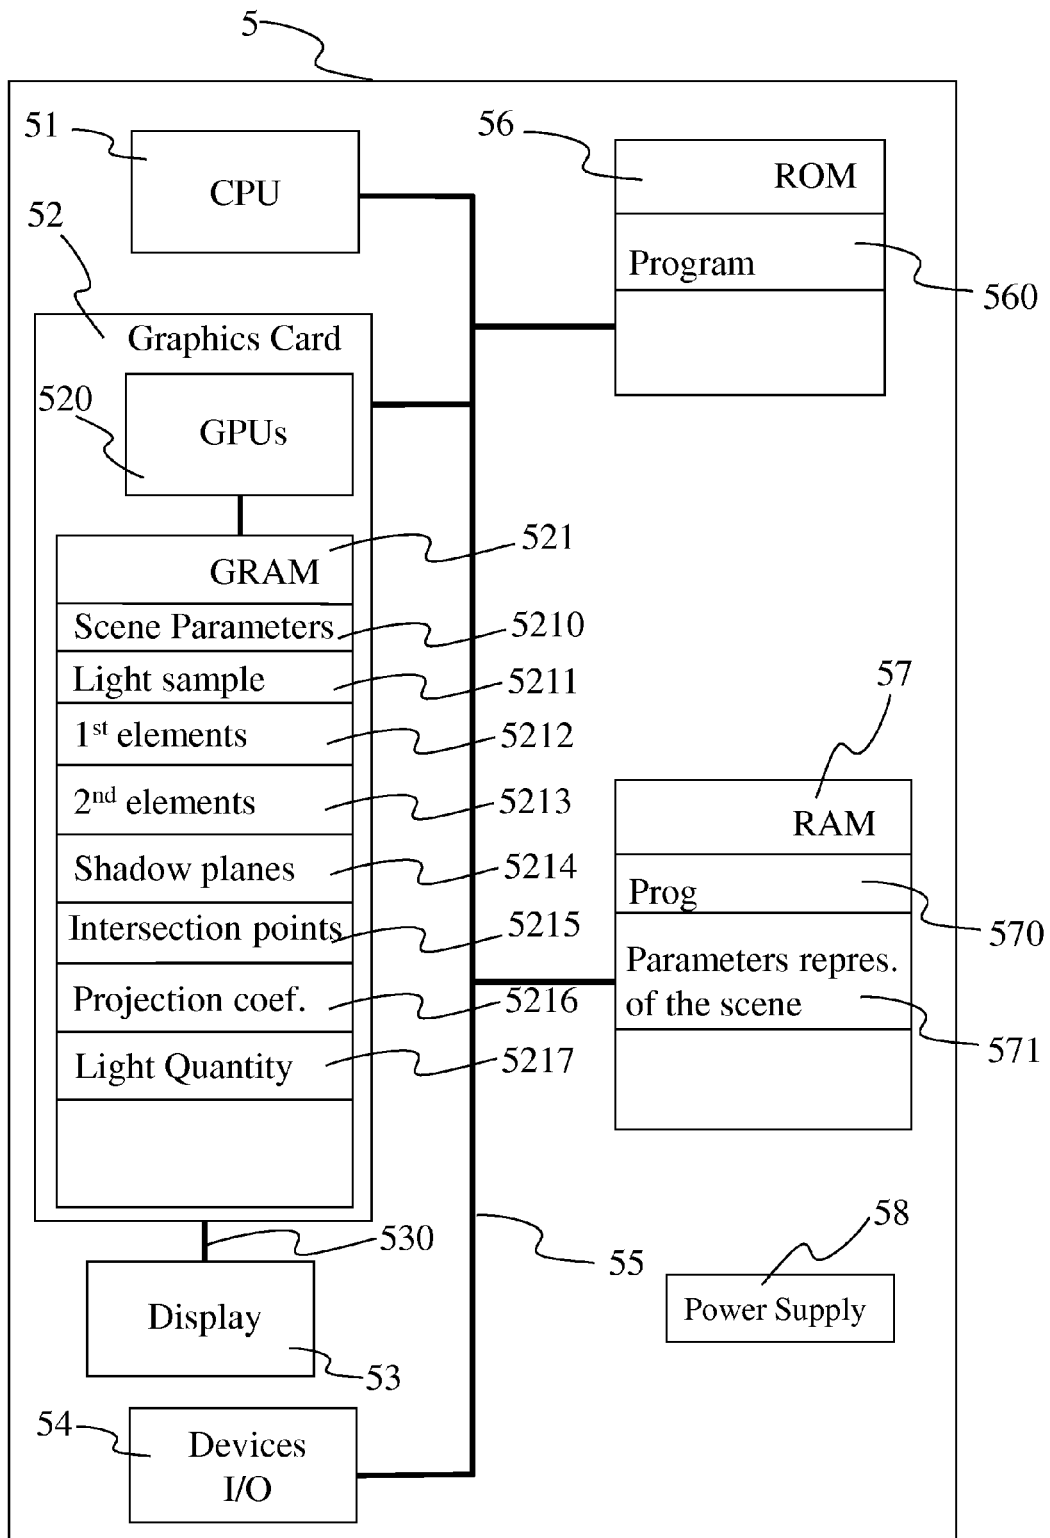 5
51
CPU
52
Graphics Card
520
GPUs
521
GRAM
Scene Parameters
5210
Light sample
5211
1st elements
5212
2nd elements
5213
Shadow planes
5214
Intersection points
5215
Projection coef.
5216
Light Quantity
5217
530
Display
53
54
Devices
I/O
55
56
ROM
Program
560
57
RAM
Prog
570
Parameters repres.
of the scene
571
58
Power Supply